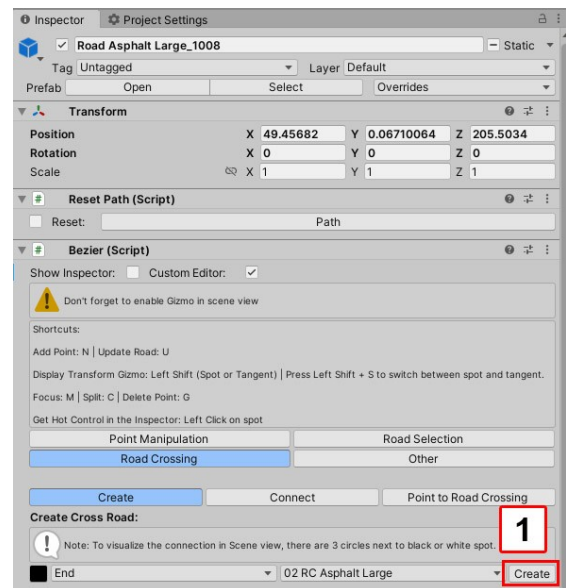 Inspector Project Settings
Road Asphalt Large_1008 Static
Tag Untagged Layer Default
Prefab Open Select Overrides
Transform
Position X 49.45682 Y 0.06710064 Z 205.5034
Rotation X 0 Y 0 Z 0
Scale X 1 Y 1 Z 1
# Reset Path (Script)
Reset: Path
# Bezier (Script)
Show Inspector: Custom Editor:
Don't forget to enable Gizmo in scene view
Shortcuts:
Add Point: N | Update Road: U
Display Transform Gizmo: Left Shift (Spot or Tangent) | Press Left Shift + S to switch between spot and tangent.
Focus: M | Split: C | Delete Point: G
Get Hot Control in the Inspector: Left Click on spot
Point Manipulation Road Selection
Road Crossing Other
Create Connect Point to Road Crossing
Create Cross Road:
1
Note: To visualize the connection in Scene view, there are 3 circles next to black or white spot.
End 02 RC Asphalt Large Create